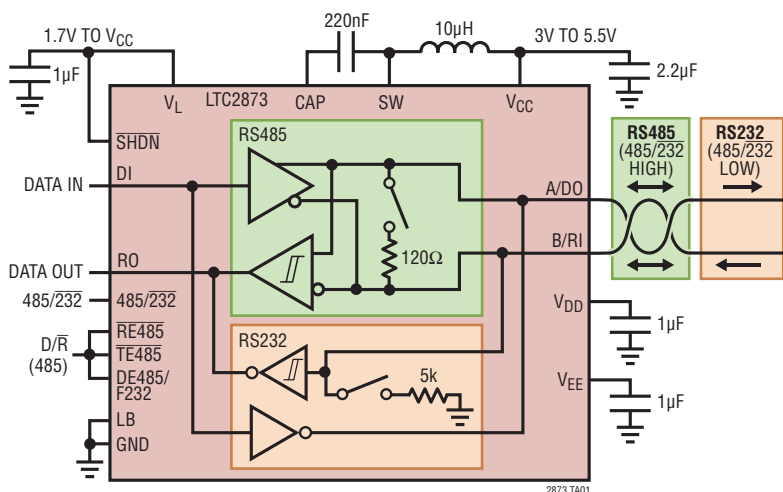 220nF
10µH
1.7V TO VCC
3V TO 5.5V
1µF
2.2µF
VL
LTC2873
CAP
SW
VCC
SHDN
RS485
RS485
(485/232
HIGH)
RS232
(485/232
LOW)
DATA IN
DI
A/DO
120Ω
B/RI
DATA OUT
RO
485/232
485/232
VDD
1µF
D/R
(485)
RE485
TE485
DE485/
F232
RS232
5k
VEE
1µF
LB
GND
2873 TA01